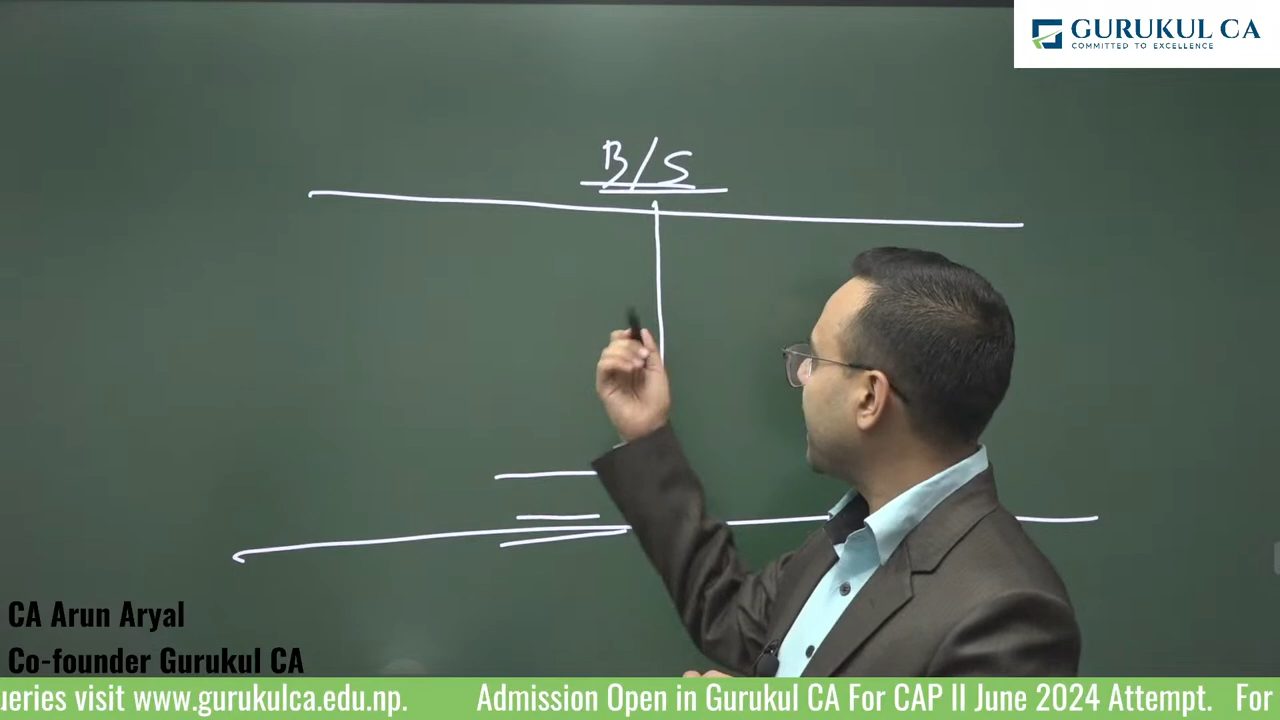 GURUKUL CA
COMMITTED TO EXCELLENCE
B/S
CA Arun Aryal
Co-founder Gurukul CA
ueries visit www.gurukulca.edu.np. Admission Open in Gurukul CA For CAP II June 2024 Attempt. For